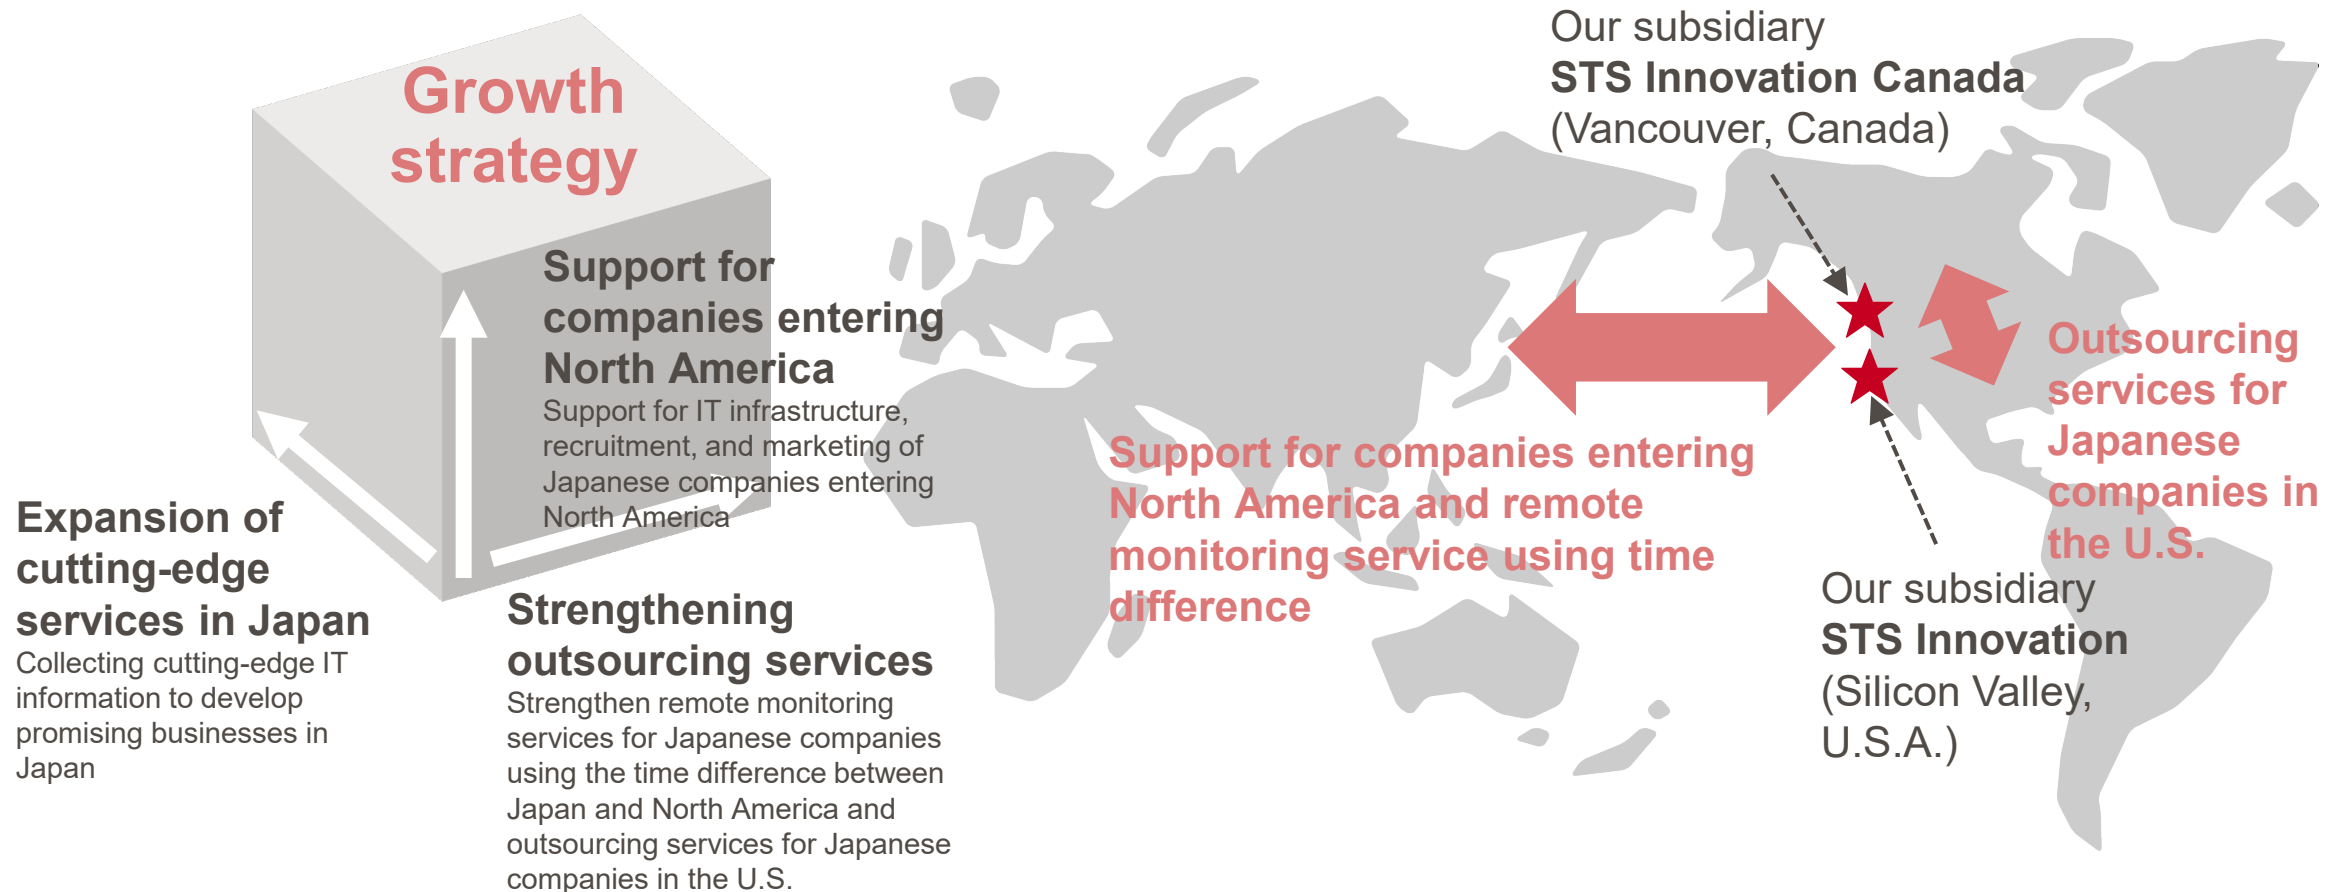 Growth
strategy
Support for
companies entering
North America
Support for IT infrastructure,
recruitment, and marketing of
Japanese companies entering
North America
Expansion of
cutting-edge
services in Japan
Collecting cutting-edge IT
information to develop
promising businesses in
Japan
Strengthening
outsourcing services
Strengthen remote monitoring
services for Japanese companies
using the time difference between
Japan and North America and
outsourcing services for Japanese
companies in the U.S.
Our subsidiary
STS Innovation Canada
(Vancouver, Canada)
Support for companies entering
North America and remote
monitoring service using time
difference
Outsourcing
services for
Japanese
companies in
the U.S.
Our subsidiary
STS Innovation
(Silicon Valley,
U.S.A.)